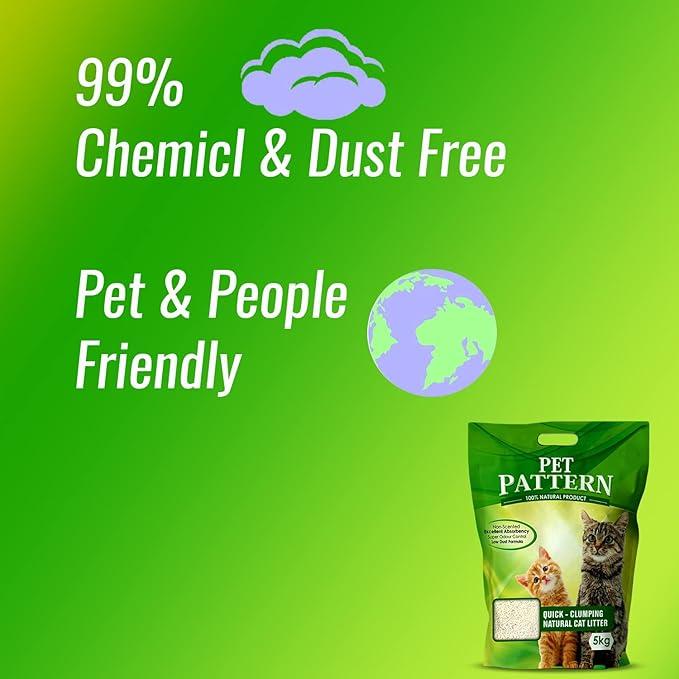 99%
Chemicl & Dust Free
Pet & People
Friendly
PET
PATTERN
100% NATURAL PRODUCT
Non-Scented
Excellent Absorbency
Super Odour Control
Low Dust Formula
QUICK - CLUMPING
NATURAL CAT LITTER
5kg